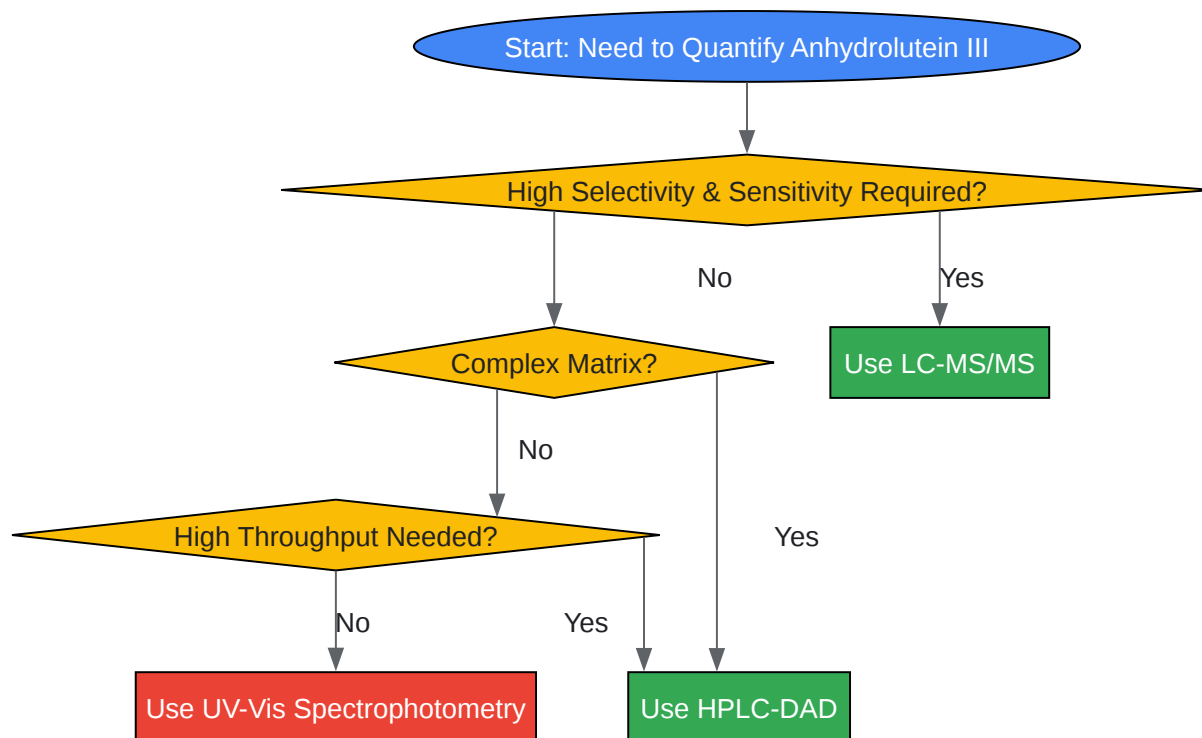 Start: Need to Quantify Anhydrolutein III
High Selectivity & Sensitivity Required?
No
Yes
Complex Matrix?
Use LC-MS/MS
No
High Throughput Needed?
Yes
No
Yes
Use UV-Vis Spectrophotometry
Use HPLC-DAD